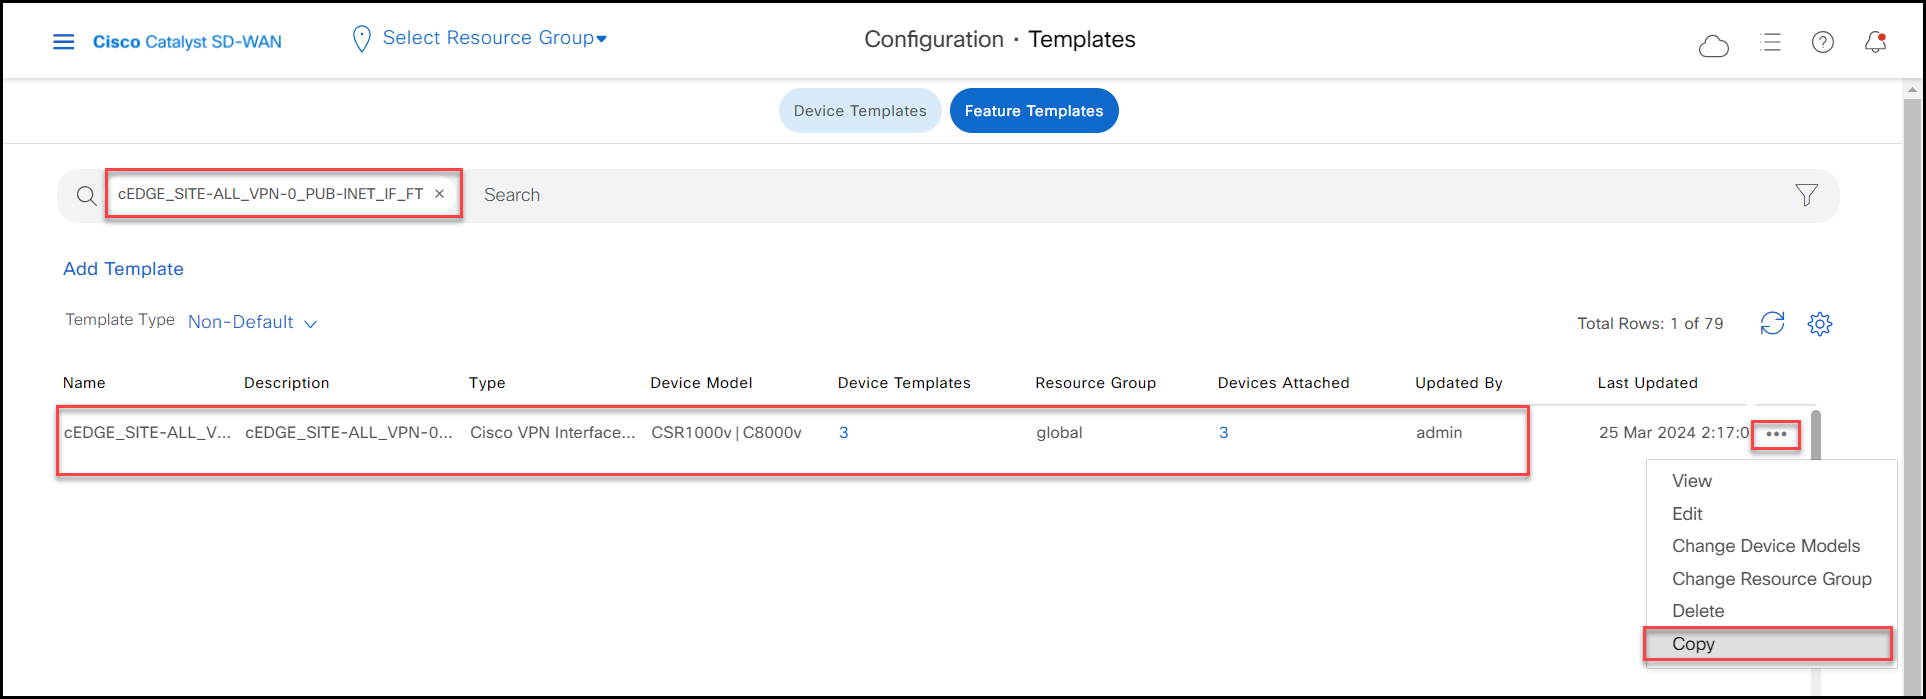 Cisco Catalyst SD-WAN
Select Resource Group
Configuration · Templates
Device Templates
Feature Templates
cEDGE_SITE-ALL_VPN-0_PUB-INET_IF_FT ×
Search
Add Template
Template Type Non-Default
Total Rows: 1 of 79
Name Description Type Device Model Device Templates Resource Group Devices Attached Updated By Last Updated
cEDGE_SITE-ALL_V... cEDGE_SITE-ALL_VPN-0... Cisco VPN Interface... CSR1000v | C8000v 3 global 3 admin 25 Mar 2024 2:17:0 •••
View
Edit
Change Device Models
Change Resource Group
Delete
Copy